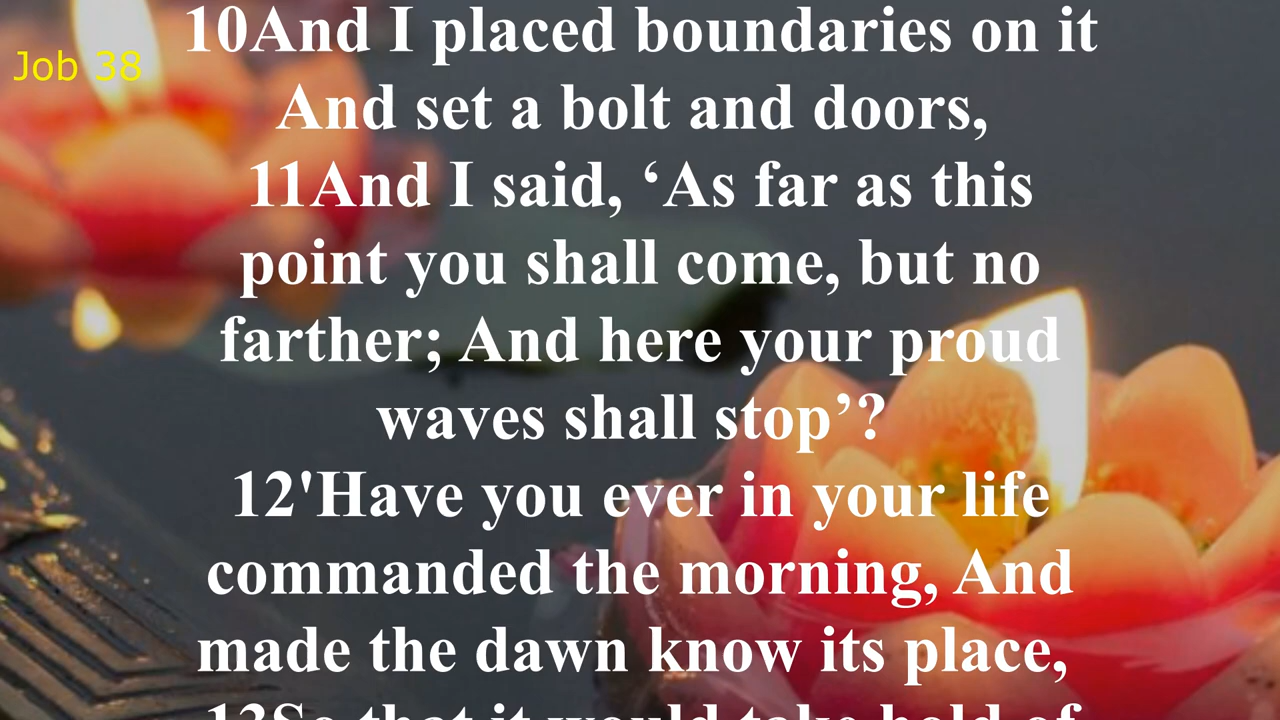 10And I placed boundaries on it
Job 38
And set a bolt and doors,
11And I said, ‘As far as this
point you shall come, but no
farther; And here your proud
waves shall stop’?
12'Have you ever in your life
commanded the morning, And
made the dawn know its place,
13So that it would take hold of